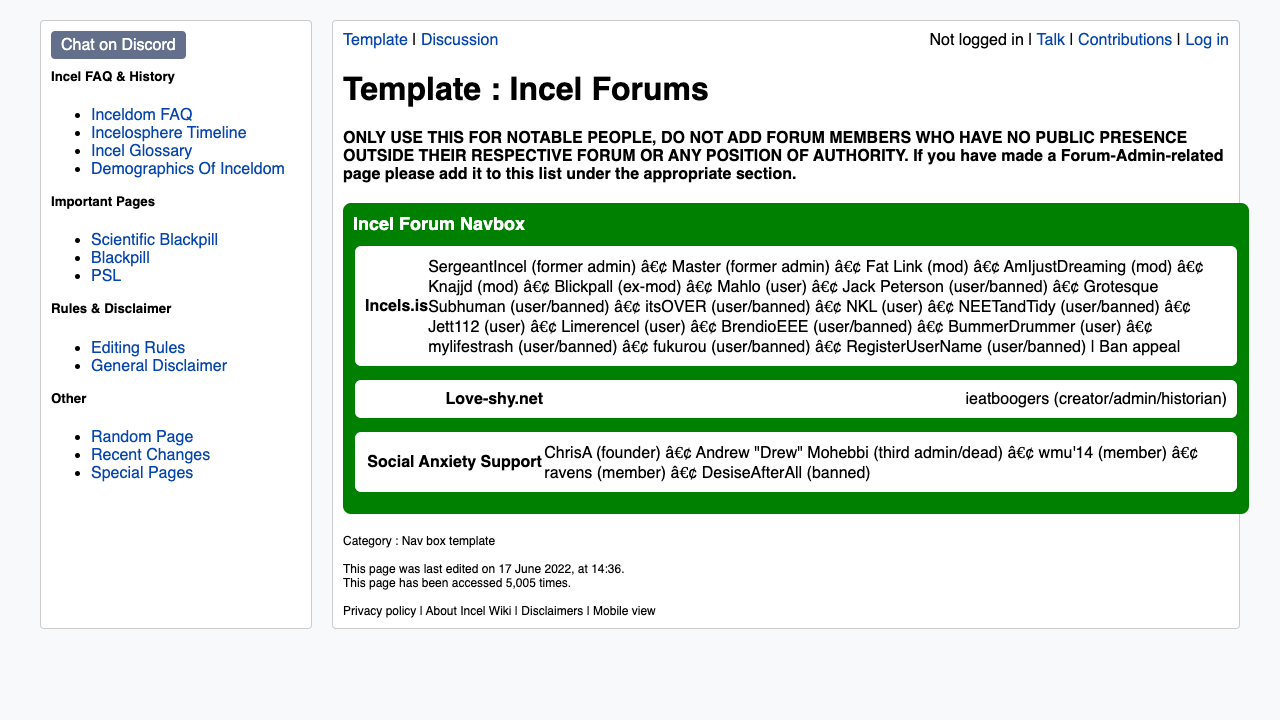 Chat on Discord
Incel FAQ & History
Inceldom FAQ
Incelosphere Timeline
Incel Glossary
Demographics Of Inceldom
Important Pages
Scientific Blackpill
Blackpill
PSL
Rules & Disclaimer
Editing Rules
General Disclaimer
Other
Random Page
Recent Changes
Special Pages
Template | Discussion
Not logged in | Talk | Contributions | Log in
Template : Incel Forums
ONLY USE THIS FOR NOTABLE PEOPLE, DO NOT ADD FORUM MEMBERS WHO HAVE NO PUBLIC PRESENCE
OUTSIDE THEIR RESPECTIVE FORUM OR ANY POSITION OF AUTHORITY. If you have made a Forum-Admin-related
page please add it to this list under the appropriate section.
Incel Forum Navbox
Incels.is
SergeantIncel (former admin) â€¢ Master (former admin) â€¢ Fat Link (mod) â€¢ AmIjustDreaming (mod) â€¢
Knajjd (mod) â€¢ Blickpall (ex-mod) â€¢ Mahlo (user) â€¢ Jack Peterson (user/banned) â€¢ Grotesque
Subhuman (user/banned) â€¢ itsOVER (user/banned) â€¢ NKL (user) â€¢ NEETandTidy (user/banned) â€¢
Jett112 (user) â€¢ Limerencel (user) â€¢ BrendioEEE (user/banned) â€¢ BummerDrummer (user) â€¢
mylifestrash (user/banned) â€¢ fukurou (user/banned) â€¢ RegisterUserName (user/banned) | Ban appeal
Love-shy.net
ieatboogers (creator/admin/historian)
Social Anxiety Support
ChrisA (founder) â€¢ Andrew "Drew" Mohebbi (third admin/dead) â€¢ wmu'14 (member) â€¢
ravens (member) â€¢ DesiseAfterAll (banned)
Category : Nav box template
This page was last edited on 17 June 2022, at 14:36.
This page has been accessed 5,005 times.
Privacy policy | About Incel Wiki | Disclaimers | Mobile view